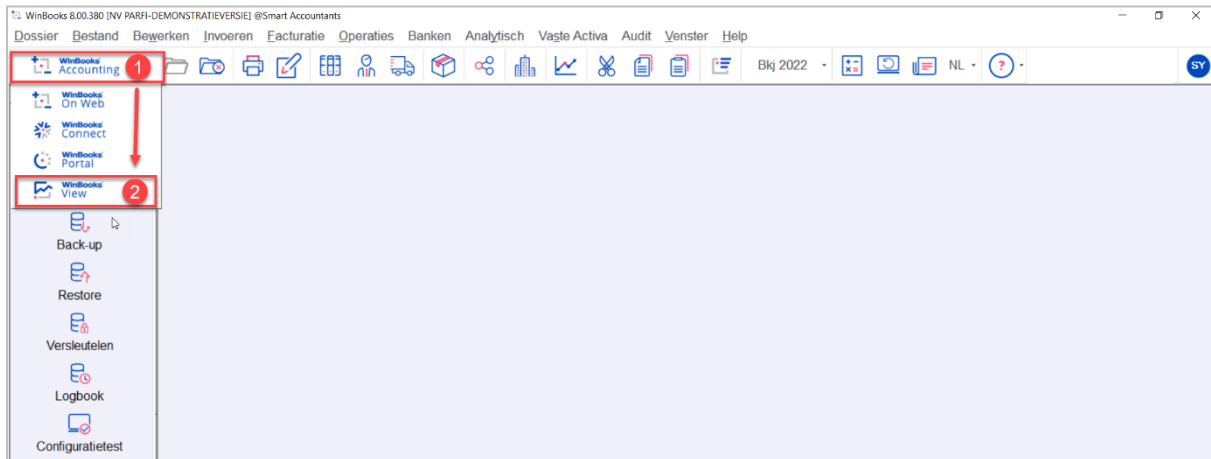 WinBooks 8.00.380 [NV PARFI-DEMONSTRATIEVERSIE] @Smart Accountants
Dossier Bestand Bewerken Invoeren Facturatie Operaties Banken Analytisch Vaste Activa Audit Venster Help
WinBooks
Accounting 1 Bkj 2022 NL ? SY
WinBooks
On Web
WinBooks
Connect
WinBooks
Portal
WinBooks
View 2
Back-up
Restore
Versleutelen
Logbook
Configuratietest